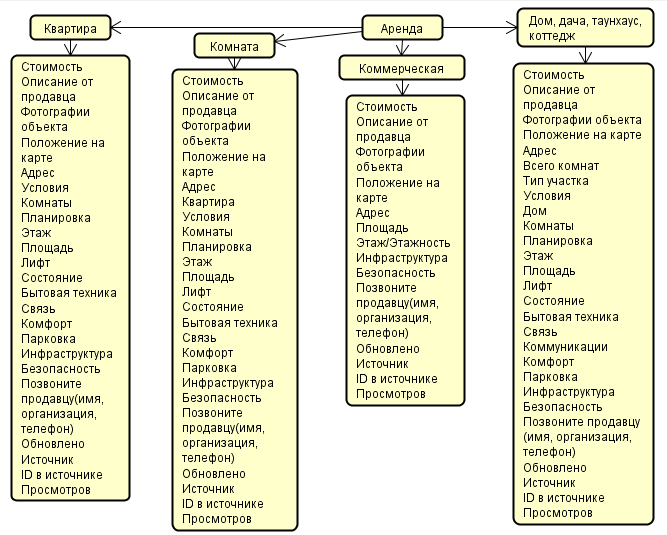 Квартира
Комната
Аренда
Дом, дача, таунхаус,
коттедж
Коммерческая
Стоимость
Описание от
продавца
Фотографии
объекта
Положение на
карте
Адрес
Условия
Комнаты
Планировка
Этаж
Площадь
Лифт
Состояние
Бытовая техника
Связь
Комфорт
Парковка
Инфраструктура
Безопасность
Позвоните
продавцу(имя,
организация,
телефон)
Обновлено
Источник
ID в источнике
Просмотров
Стоимость
Описание от
продавца
Фотографии
объекта
Положение на
карте
Адрес
Квартира
Условия
Комнаты
Планировка
Этаж
Площадь
Лифт
Состояние
Бытовая техника
Связь
Комфорт
Парковка
Инфраструктура
Безопасность
Позвоните
продавцу(имя,
организация,
телефон)
Обновлено
Источник
ID в источнике
Просмотров
Стоимость
Описание от
продавца
Фотографии
объекта
Положение на
карте
Адрес
Площадь
Этаж/Этажность
Инфраструктура
Безопасность
Позвоните
продавцу(имя,
организация,
телефон)
Обновлено
Источник
ID в источнике
Просмотров
Стоимость
Описание от
продавца
Фотографии объекта
Положение на карте
Адрес
Всего комнат
Тип участка
Условия
Дом
Комнаты
Планировка
Этаж
Площадь
Лифт
Состояние
Бытовая техника
Связь
Коммуникации
Комфорт
Парковка
Инфраструктура
Безопасность
Позвоните продавцу
(имя, организация,
телефон)
Обновлено
Источник
ID в источнике
Просмотров